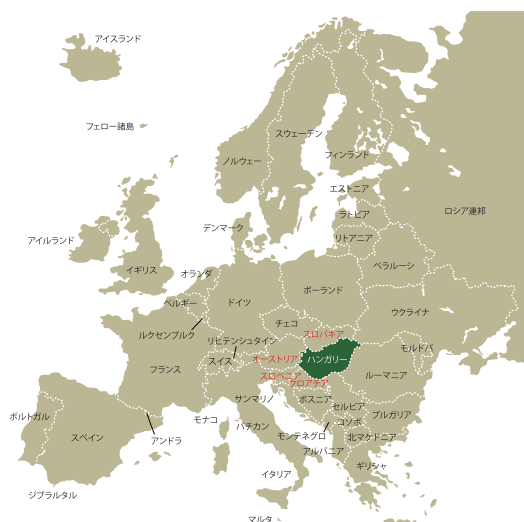 アイスランド
フェロー諸島
スウェーデン
ノルウェー
フィンランド
エストニア
ロシア連邦
ラトビア
デンマーク
リトアニア
アイルランド
イギリス
オランダ
ベラルーシ
ベルギー
ドイツ
ポーランド
ウクライナ
チェコ
ルクセンブルク
スロバキア
リヒテンシュタイン
モルドバ
オーストリア
ハンガリー
スイス
フランス
ルーマニア
スロベニア
クロアチア
サンマリノ
ボスニア
セルビア
ポルトガル
モナコ
ブルガリア
バチカン
コソボ
スペイン
アンドラ
モンテネグロ
北マケドニア
アルバニア
ギリシャ
イタリア
ジブラルタル
マルタ